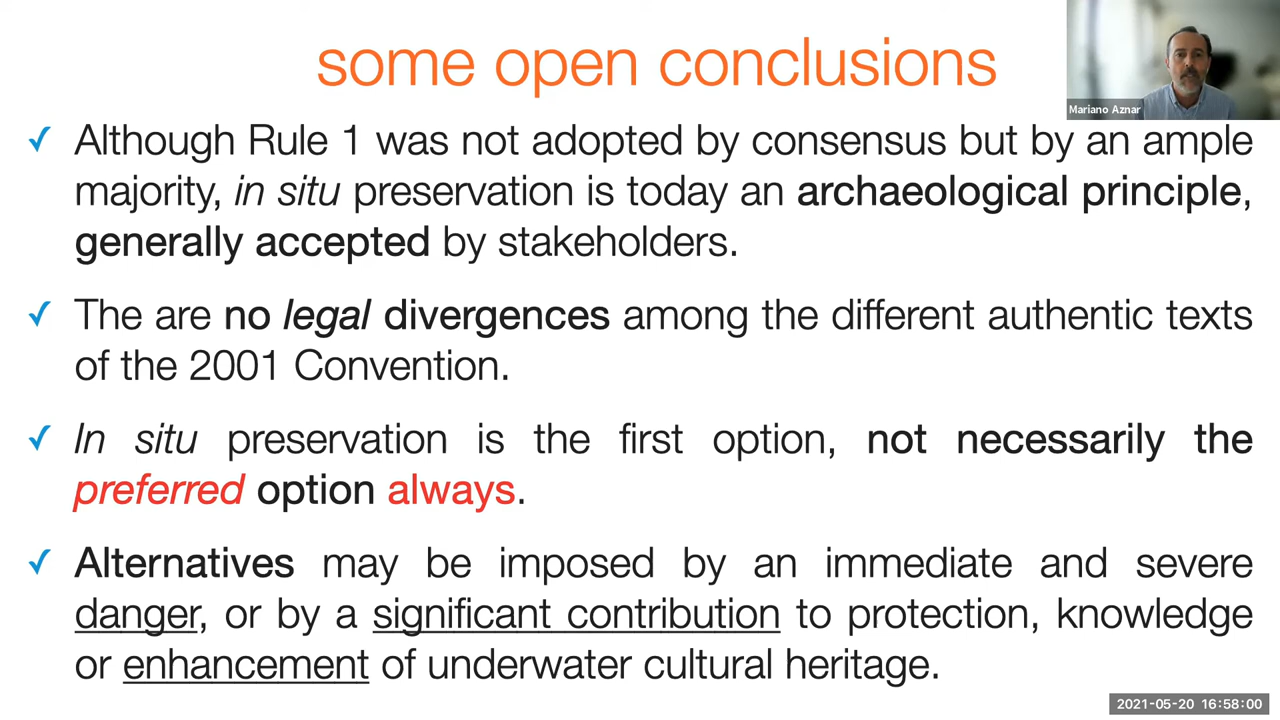 some open conclusions
Mariano Aznar
✓ Although Rule 1 was not adopted by consensus but by an ample
majority, in situ preservation is today an archaeological principle,
generally accepted by stakeholders.
✓ The are no legal divergences among the different authentic texts
of the 2001 Convention.
✓ In situ preservation is the first option, not necessarily the
preferred option always.
✓ Alternatives may be imposed by an immediate and severe
danger, or by a significant contribution to protection, knowledge
or enhancement of underwater cultural heritage.
2021-05-20 16:58:00